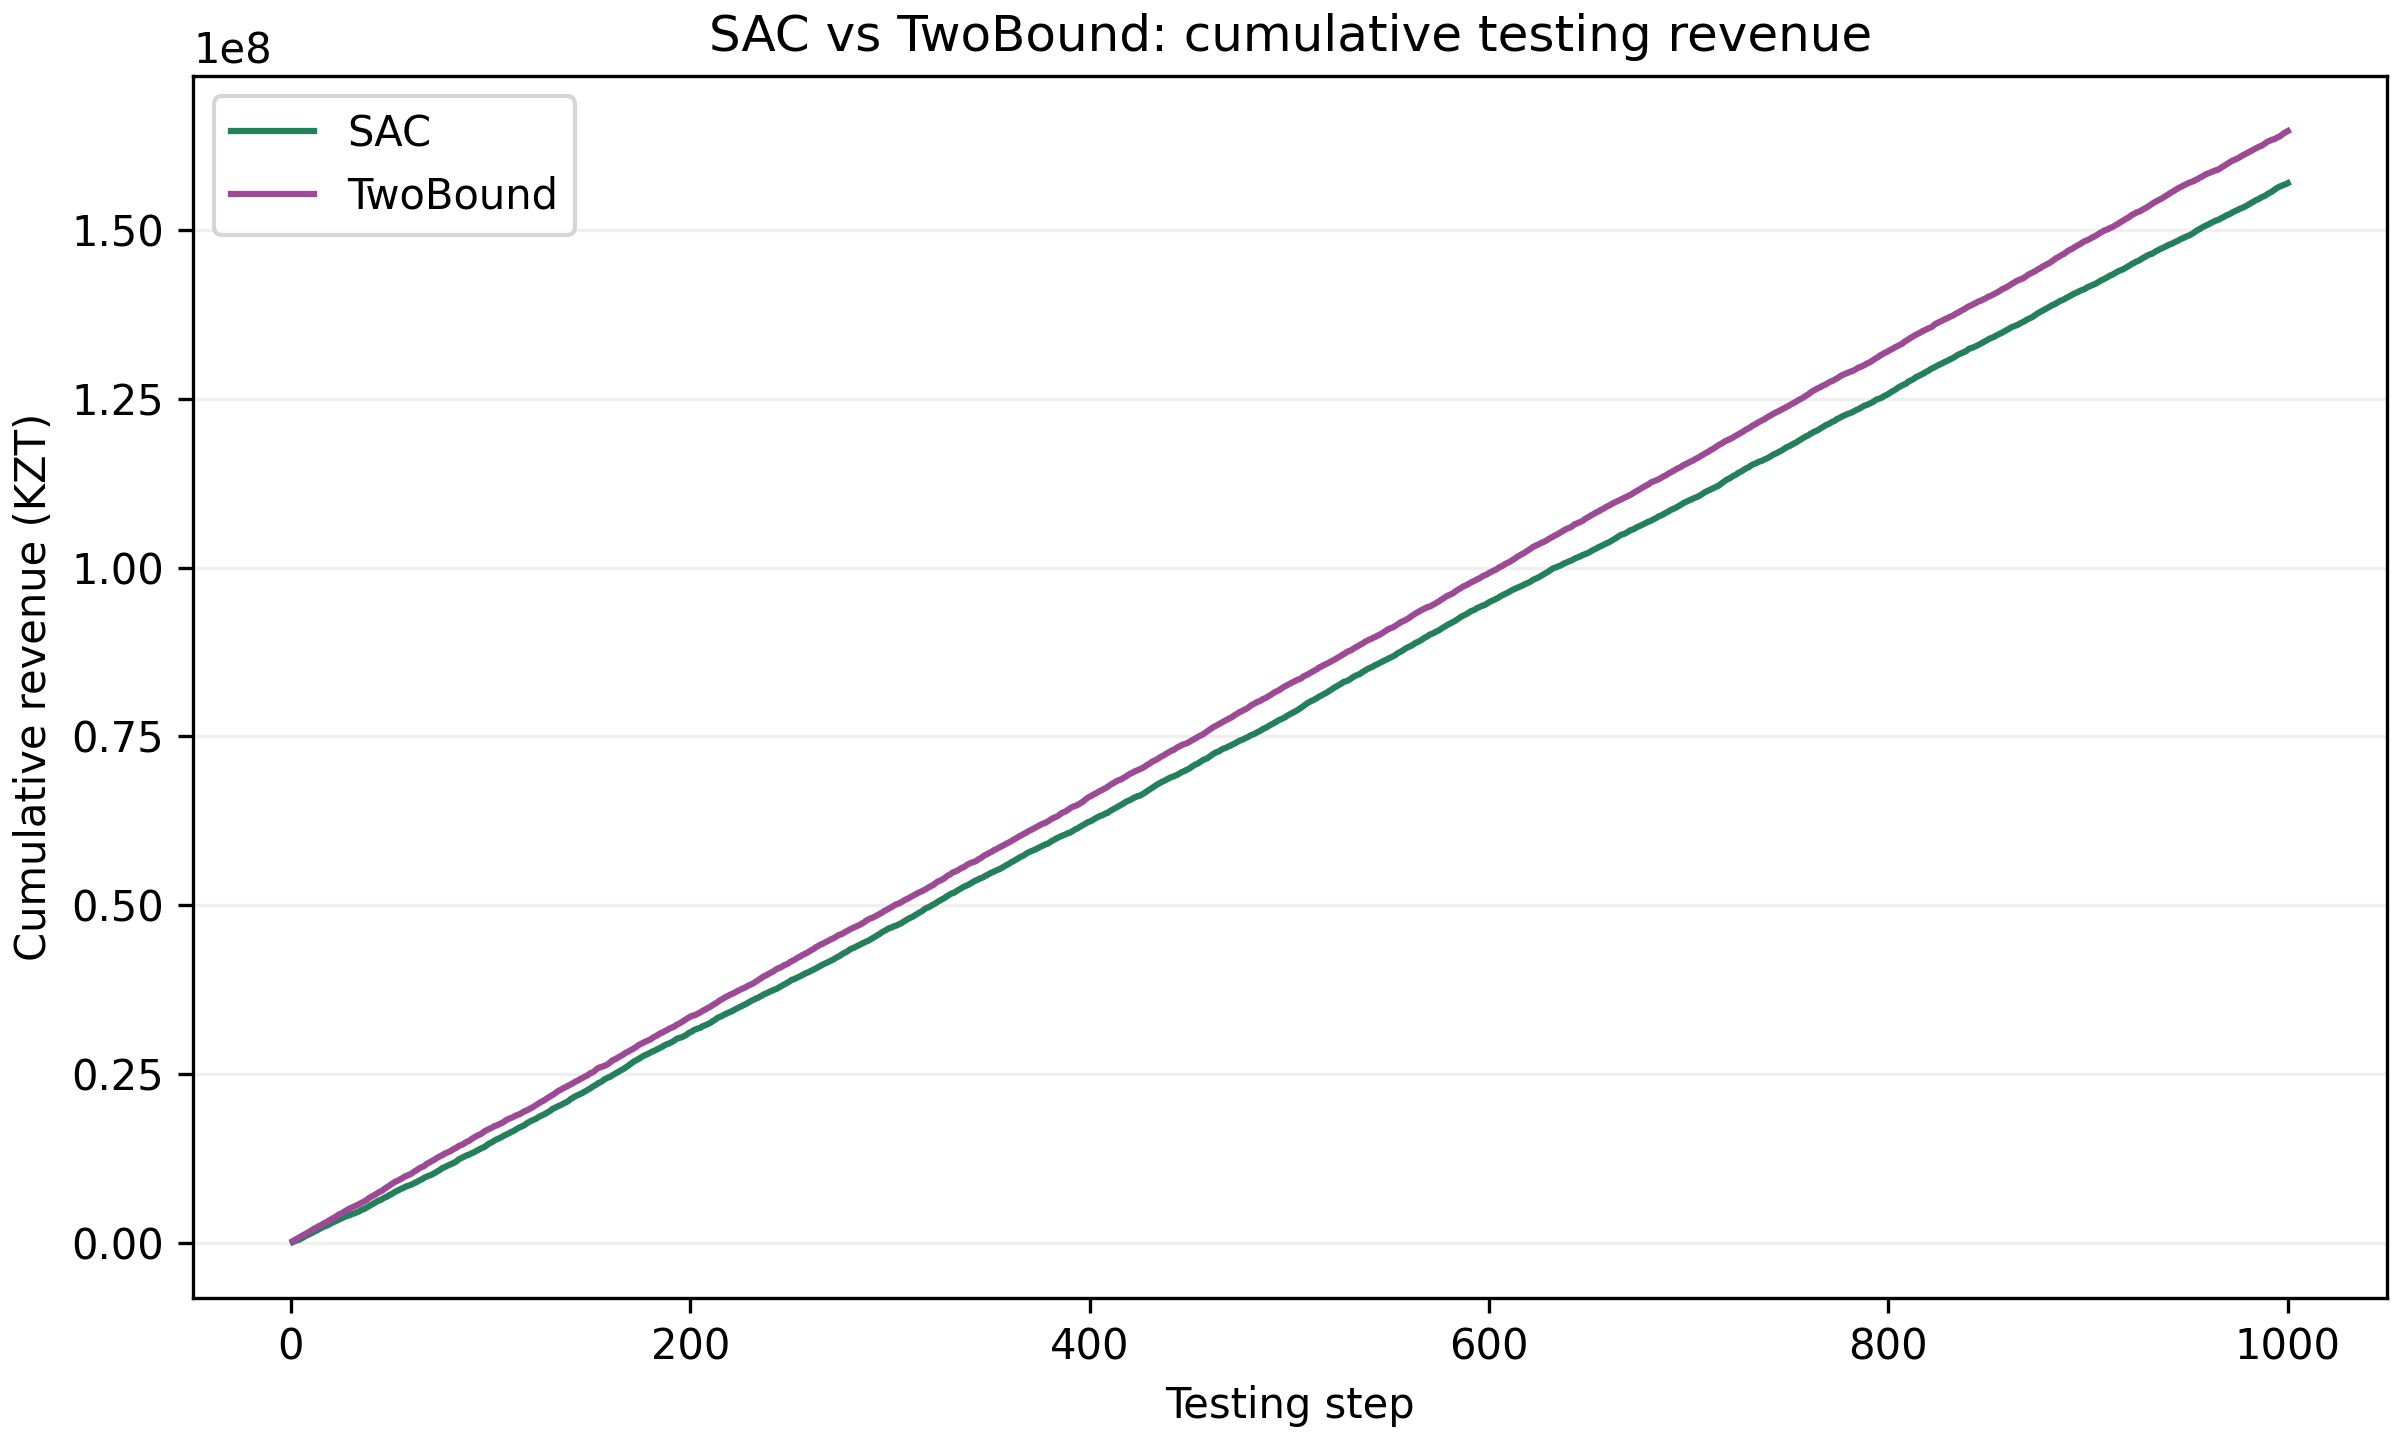 SAC vs TwoBound: cumulative testing revenue
1e8
SAC
TwoBound
1.50
1.25
1.00
0.75
0.50
0.25
0.00
Cumulative revenue (KZT)
0 200 400 600 800 1000
Testing step